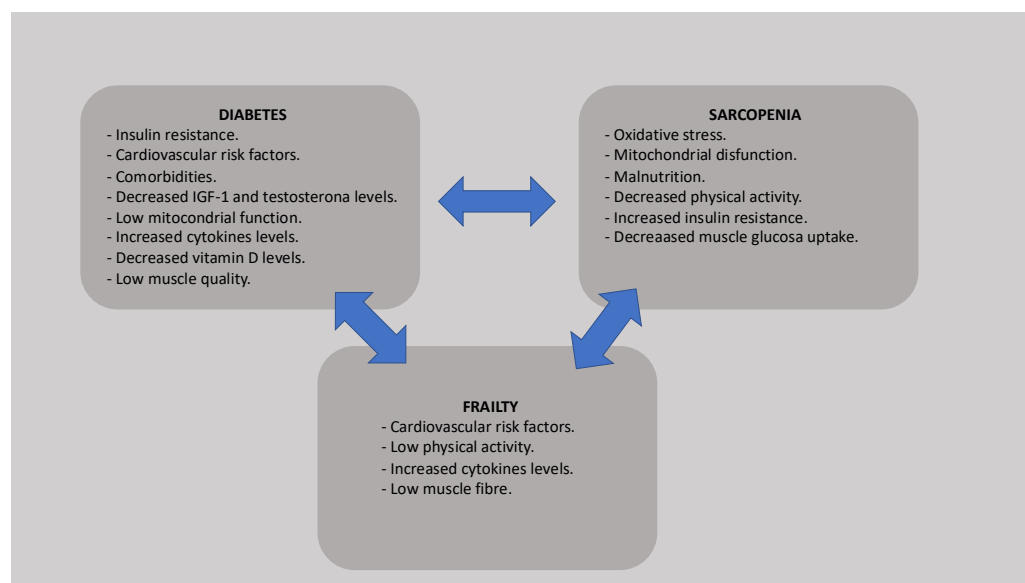 DIABETES
- Insulin resistance.
- Cardiovascular risk factors.
- Comorbidities.
- Decreased IGF-1 and testosterona levels.
- Low mitocondrial function.
- Increased cytokines levels.
- Decreased vitamin D levels.
- Low muscle quality.
SARCOPENIA
- Oxidative stress.
- Mitochondrial disfunction.
- Malnutrition.
- Decreased physical activity.
- Increased insulin resistance.
- Decreaased muscle glucosa uptake.
FRAILTY
- Cardiovascular risk factors.
- Low physical activity.
- Increased cytokines levels.
- Low muscle fibre.